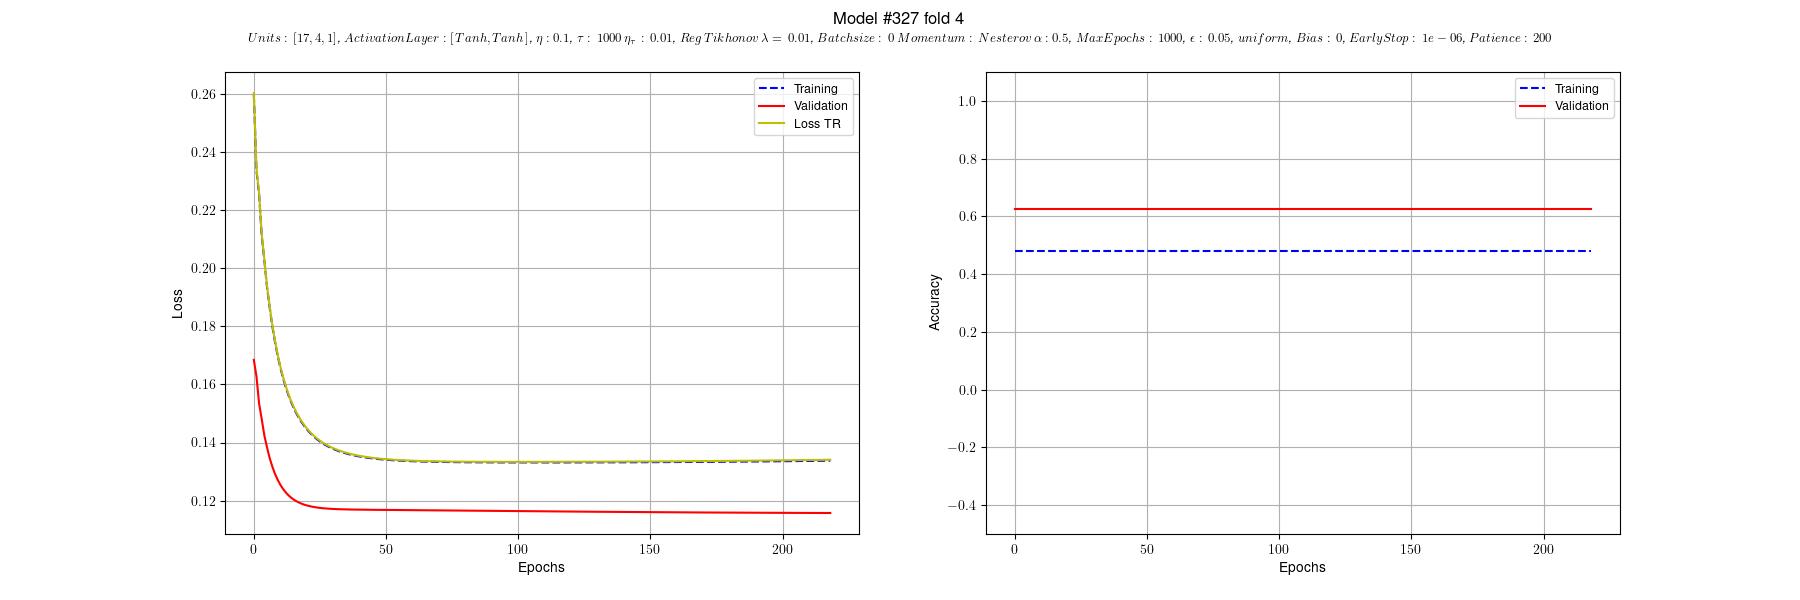 Model #327 fold 4
Units : [17, 4, 1], ActivationLayer : [Tanh, Tanh], η : 0.1, τ : 1000 ητ : 0.01, Reg Tikhonov λ = 0.01, Batchsize : 0 Momentum : Nesterov α : 0.5, MaxEpochs : 1000, ϵ : 0.05, uniform, Bias : 0, EarlyStop : 1e − 06, Patience : 200
Training
Validation
Loss TR
0.26
0.24
0.22
0.20
0.18
0.16
0.14
0.12
Loss
0 50 100 150 200
Epochs
Training
Validation
1.0
0.8
0.6
0.4
0.2
0.0
−0.2
−0.4
Accuracy
0 50 100 150 200
Epochs